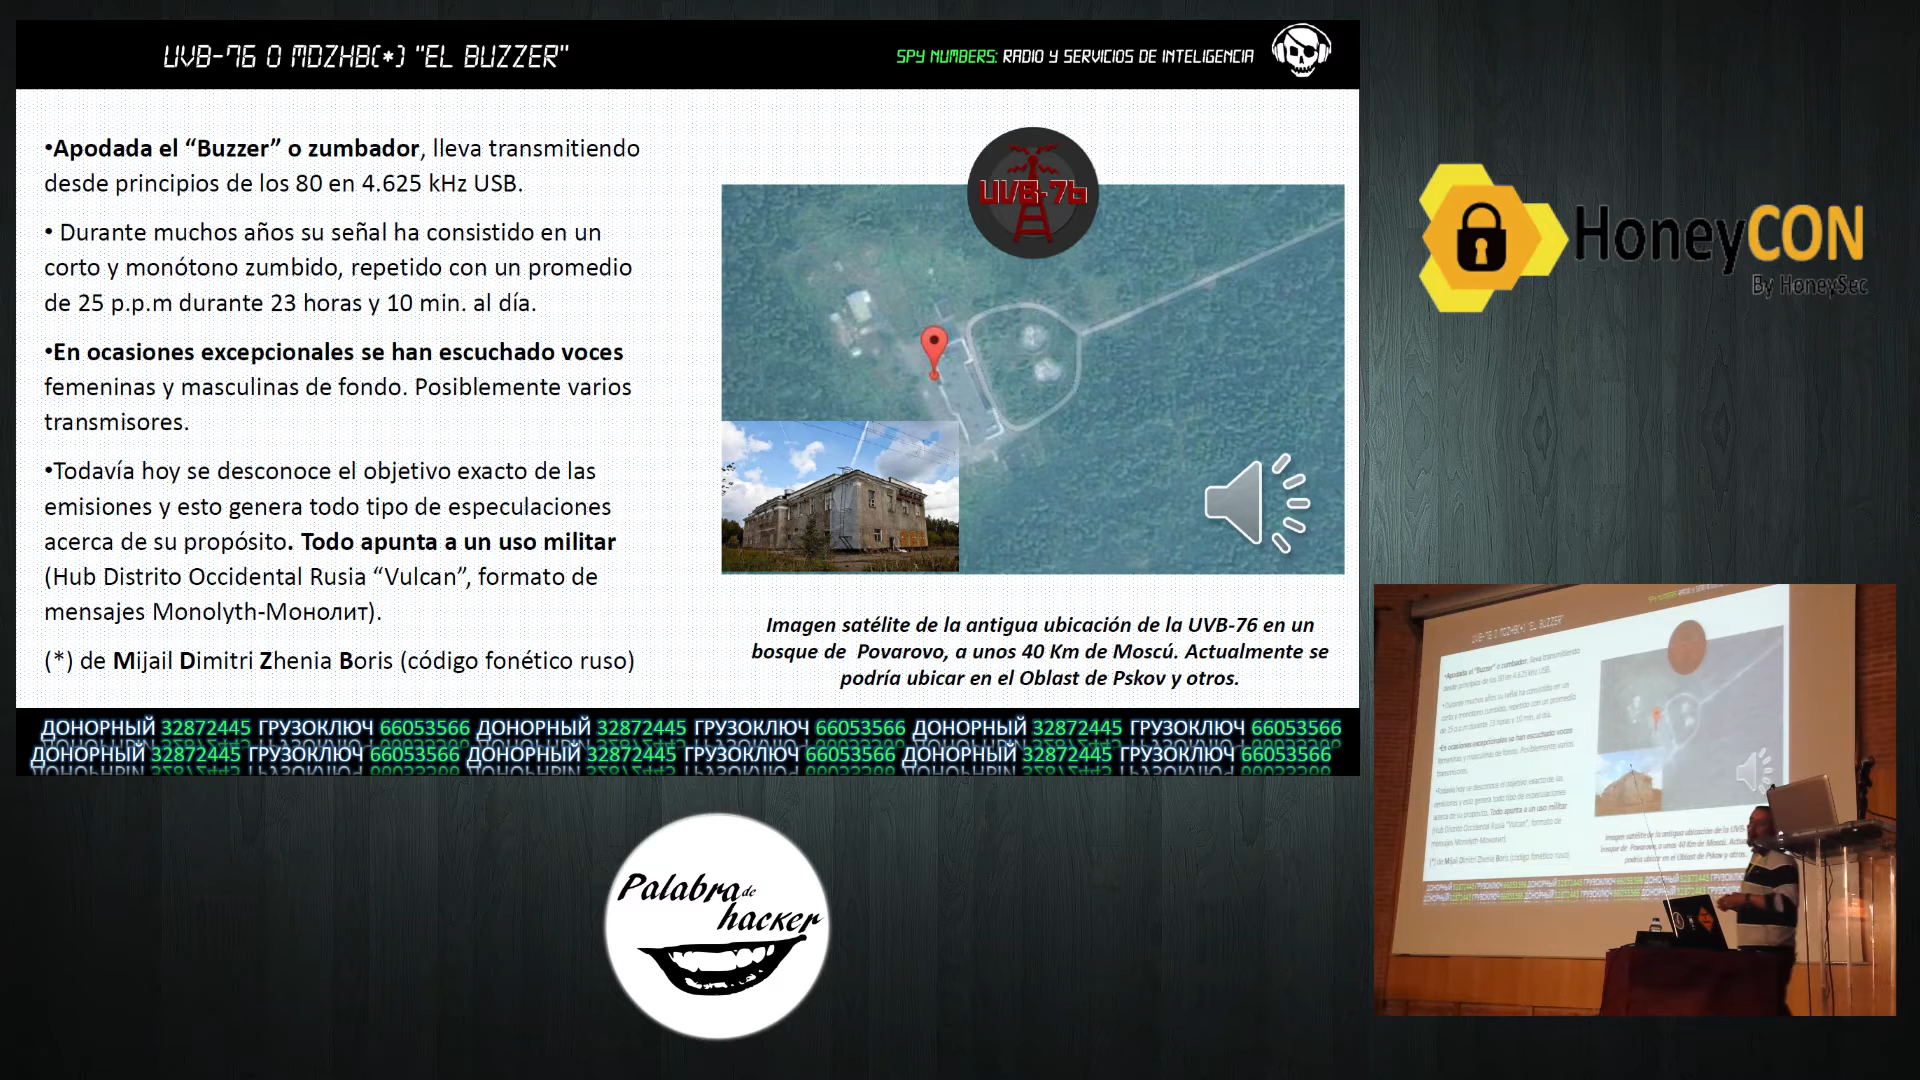 UVB-76 O MDZHB(*) "EL BUZZER"
SPY NUMBERS: RADIO Y SERVICIOS DE INTELIGENCIA
•Apodada el “Buzzer” o zumbador, lleva transmitiendo
desde principios de los 80 en 4.625 kHz USB.
• Durante muchos años su señal ha consistido en un
corto y monótono zumbido, repetido con un promedio
de 25 p.p.m durante 23 horas y 10 min. al día.
•En ocasiones excepcionales se han escuchado voces
femeninas y masculinas de fondo. Posiblemente varios
transmisores.
•Todavía hoy se desconoce el objetivo exacto de las
emisiones y esto genera todo tipo de especulaciones
acerca de su propósito. Todo apunta a un uso militar
(Hub Distrito Occidental Rusia “Vulcan”, formato de
mensajes Monolyth-Монолит).
(*) de Mijail Dimitri Zhenia Boris (código fonético ruso)
UVB-76
Imagen satélite de la antigua ubicación de la UVB-76 en un
bosque de Povarovo, a unos 40 Km de Moscú. Actualmente se
podría ubicar en el Oblast de Pskov y otros.
ДОНОРНЫЙ 32872445 ГРУЗОКЛЮЧ 66053566 ДОНОРНЫЙ 32872445 ГРУЗОКЛЮЧ 66053566 ДОНОРНЫЙ 32872445 ГРУЗОКЛЮЧ 66053566
ДОНОРНЫЙ 32872445 ГРУЗОКЛЮЧ 66053566 ДОНОРНЫЙ 32872445 ГРУЗОКЛЮЧ 66053566 ДОНОРНЫЙ 32872445 ГРУЗОКЛЮЧ 66053566
HoneyCON
By HoneySec
Palabra de
hacker